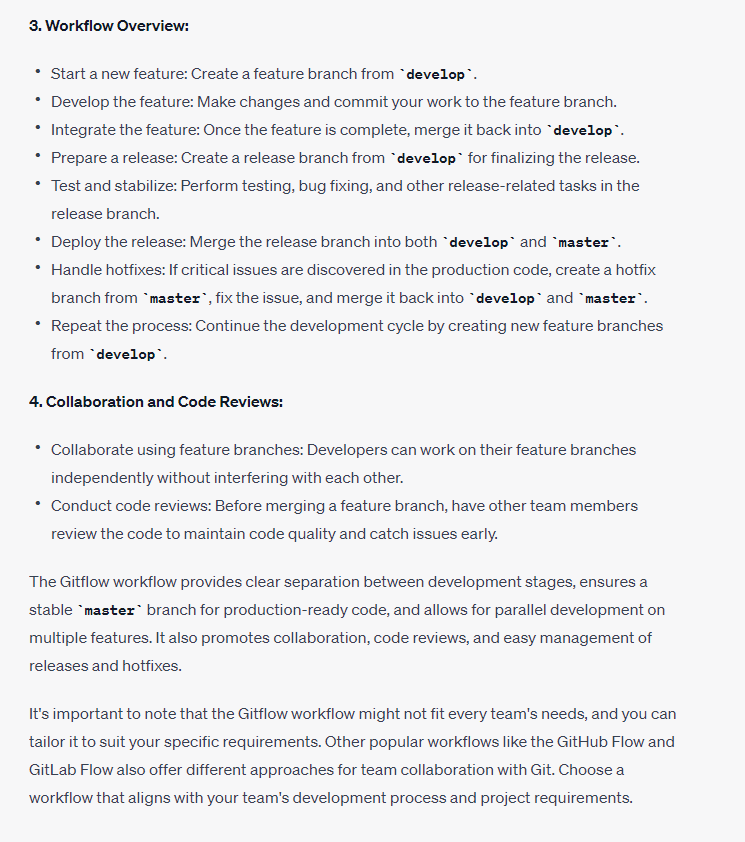 3. Workflow Overview:
• Start a new feature: Create a feature branch from `develop`.
• Develop the feature: Make changes and commit your work to the feature branch.
• Integrate the feature: Once the feature is complete, merge it back into `develop`.
• Prepare a release: Create a release branch from `develop` for finalizing the release.
• Test and stabilize: Perform testing, bug fixing, and other release-related tasks in the
release branch.
• Deploy the release: Merge the release branch into both `develop` and `master`.
• Handle hotfixes: If critical issues are discovered in the production code, create a hotfix
branch from `master`, fix the issue, and merge it back into `develop` and `master`.
• Repeat the process: Continue the development cycle by creating new feature branches
from `develop`.
4. Collaboration and Code Reviews:
• Collaborate using feature branches: Developers can work on their feature branches
independently without interfering with each other.
• Conduct code reviews: Before merging a feature branch, have other team members
review the code to maintain code quality and catch issues early.
The Gitflow workflow provides clear separation between development stages, ensures a
stable `master` branch for production-ready code, and allows for parallel development on
multiple features. It also promotes collaboration, code reviews, and easy management of
releases and hotfixes.
It's important to note that the Gitflow workflow might not fit every team's needs, and you can
tailor it to suit your specific requirements. Other popular workflows like the GitHub Flow and
GitLab Flow also offer different approaches for team collaboration with Git. Choose a
workflow that aligns with your team's development process and project requirements.